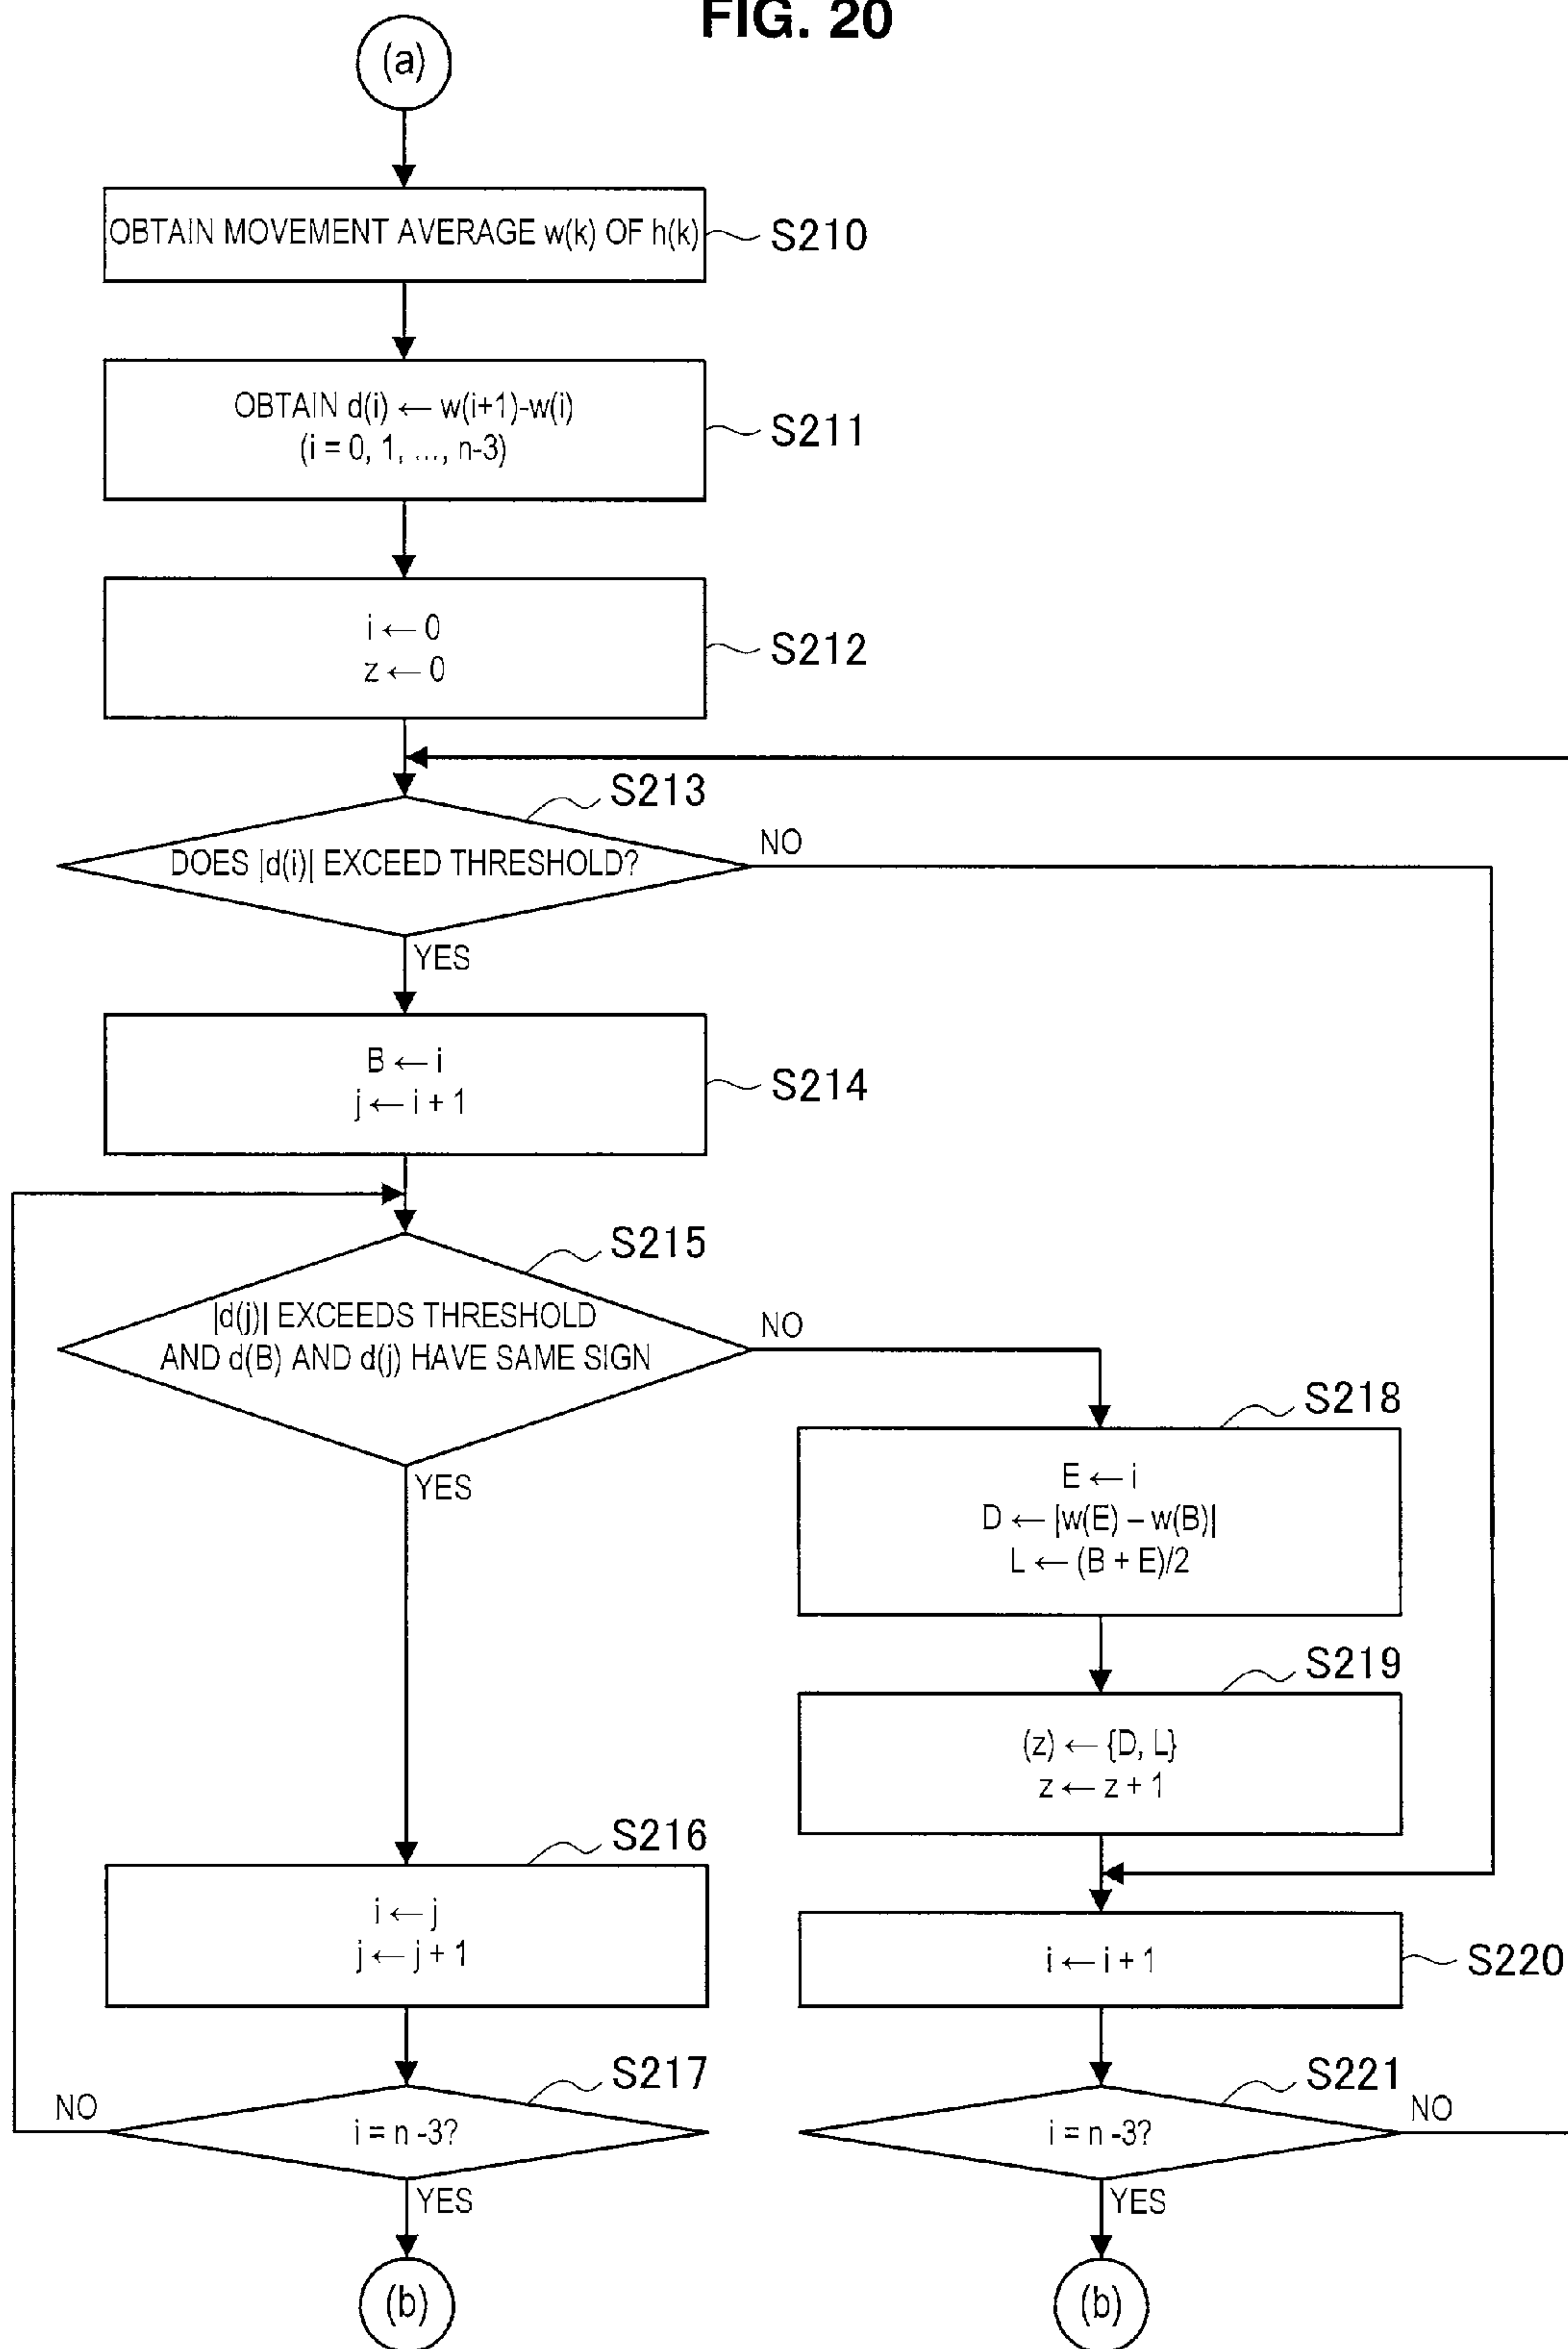 FIG. 20
(a)
OBTAIN MOVEMENT AVERAGE w(k) OF h(k)
S210
OBTAIN d(i) ← w(i+1)-w(i)
(i = 0, 1, ..., n-3)
S211
i ← 0
z ← 0
S212
S213
DOES |d(i)| EXCEED THRESHOLD?
NO
YES
B ← i
j ← i + 1
S214
S215
|d(j)| EXCEEDS THRESHOLD
AND d(B) AND d(j) HAVE SAME SIGN
NO
YES
S218
E ← i
D ← |w(E) – w(B)|
L ← (B + E)/2
S219
(z) ← {D, L}
z ← z + 1
S216
i ← j
j ← j + 1
i ← i + 1
S220
S217
i = n -3?
NO
YES
S221
i = n -3?
NO
YES
(b)
(b)